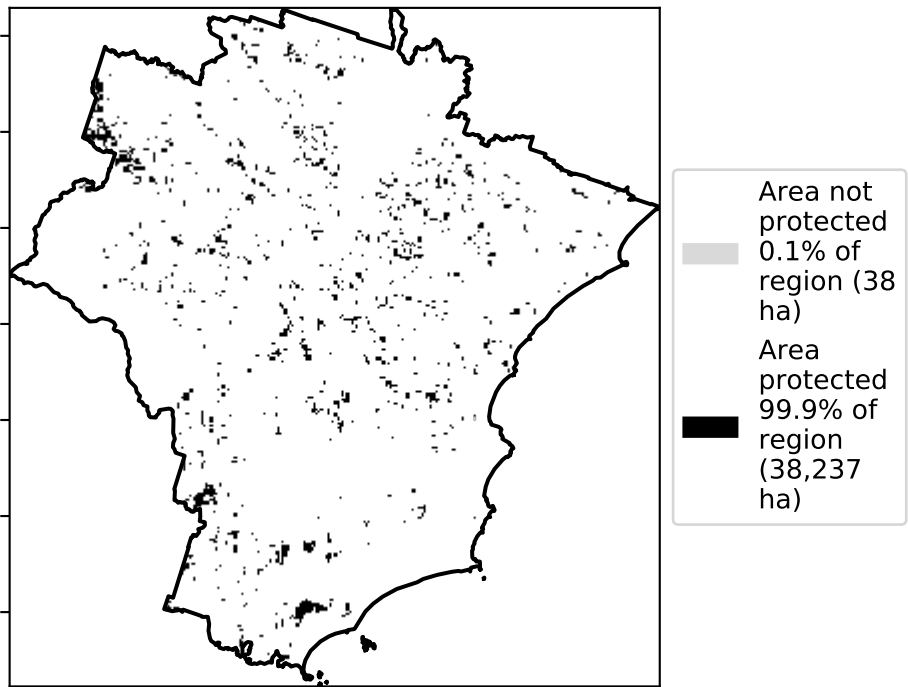 Area not
protected
0.1% of
region (38
ha)
Area
protected
99.9% of
region
(38,237
ha)